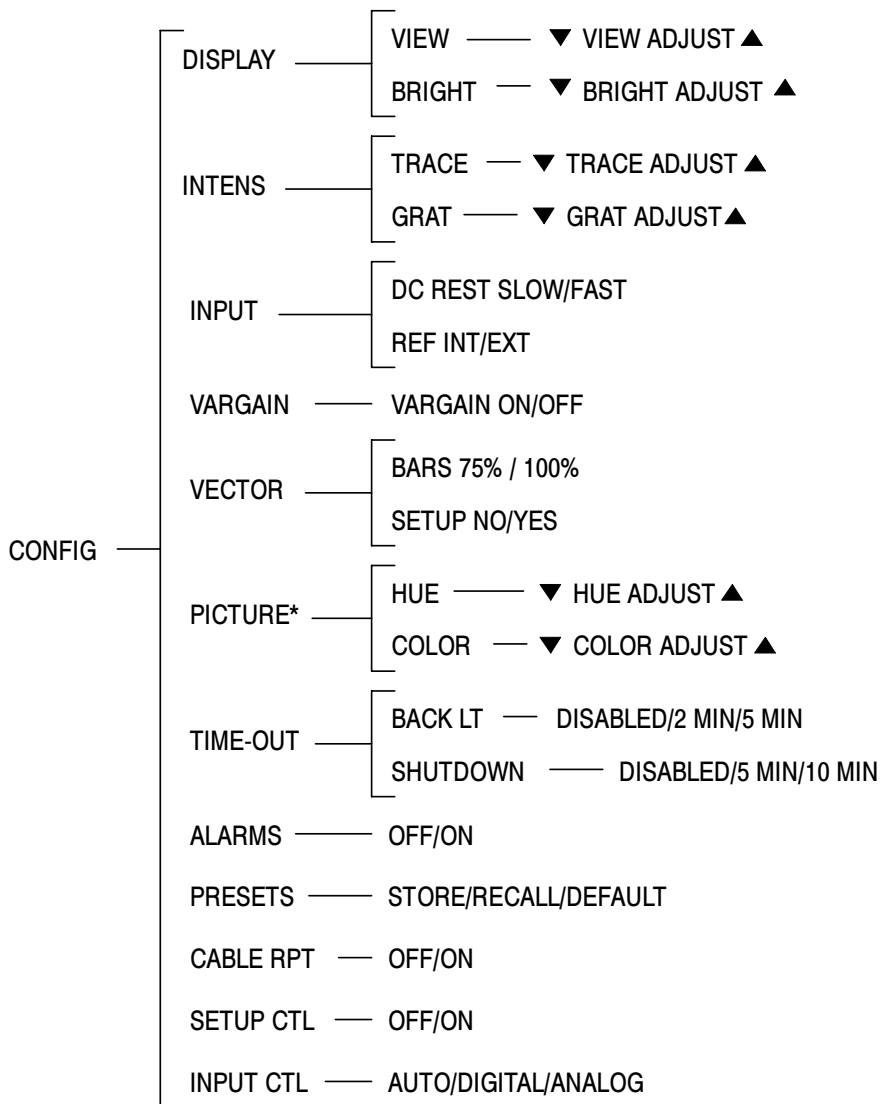 DISPLAY
VIEW ▼ VIEW ADJUST ▲
BRIGHT ▼ BRIGHT ADJUST ▲
INTENS
TRACE ▼ TRACE ADJUST ▲
GRAT ▼ GRAT ADJUST ▲
INPUT
DC REST SLOW/FAST
REF INT/EXT
VARGAIN VARGAIN ON/OFF
VECTOR
BARS 75% / 100%
SETUP NO/YES
CONFIG
PICTURE*
HUE ▼ HUE ADJUST ▲
COLOR ▼ COLOR ADJUST ▲
TIME-OUT
BACK LT DISABLED/2 MIN/5 MIN
SHUTDOWN DISABLED/5 MIN/10 MIN
ALARMS OFF/ON
PRESETS STORE/RECALL/DEFAULT
CABLE RPT OFF/ON
SETUP CTL OFF/ON
INPUT CTL AUTO/DIGITAL/ANALOG